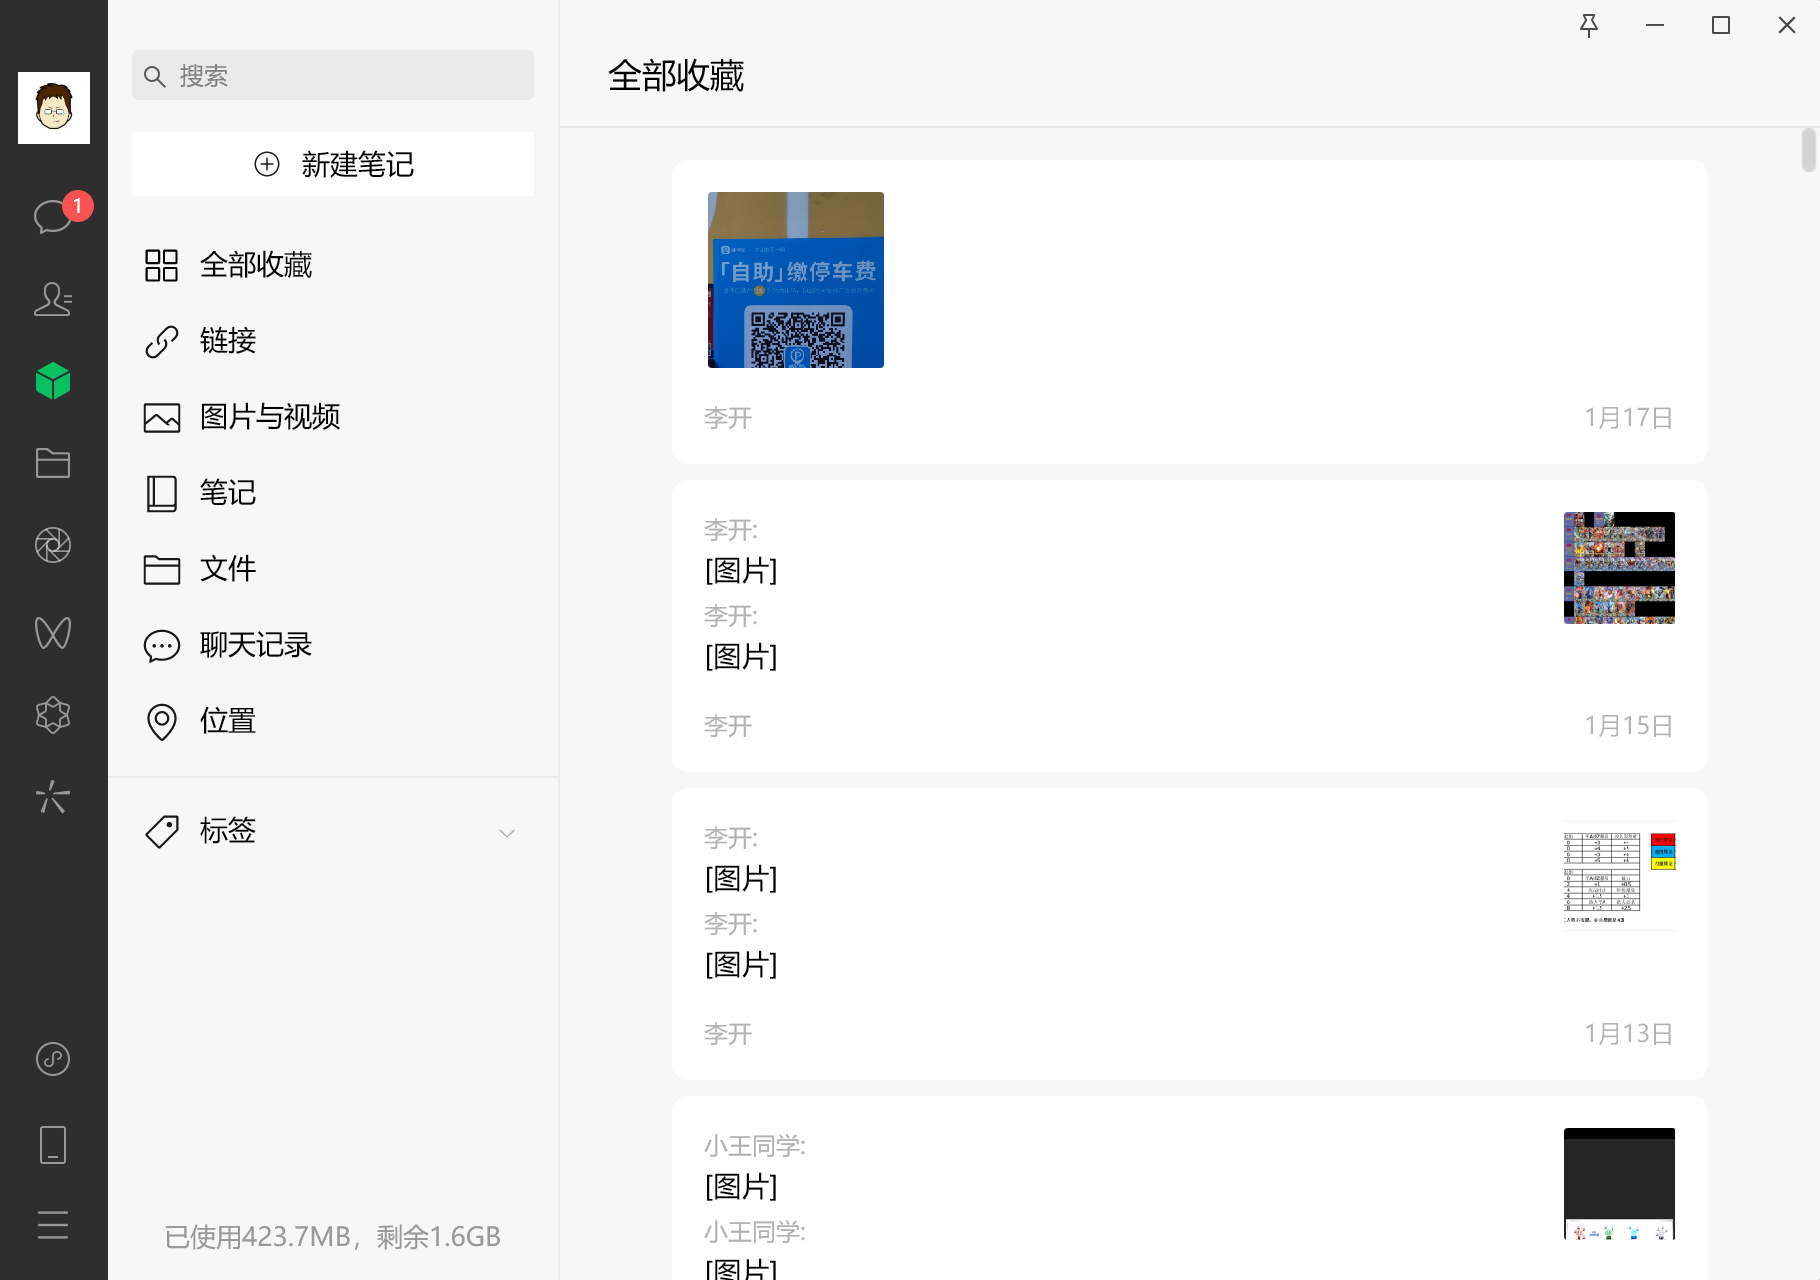 搜索
新建笔记
1
全部收藏
链接
图片与视频
笔记
文件
聊天记录
位置
标签
已使用423.7MB，剩余1.6GB
全部收藏
「自助」缴停车费
李开
1月17日
李开:
[图片]
李开:
[图片]
李开
1月15日
李开:
[图片]
李开:
[图片]
李开
1月13日
小王同学:
[图片]
小王同学:
[图片]